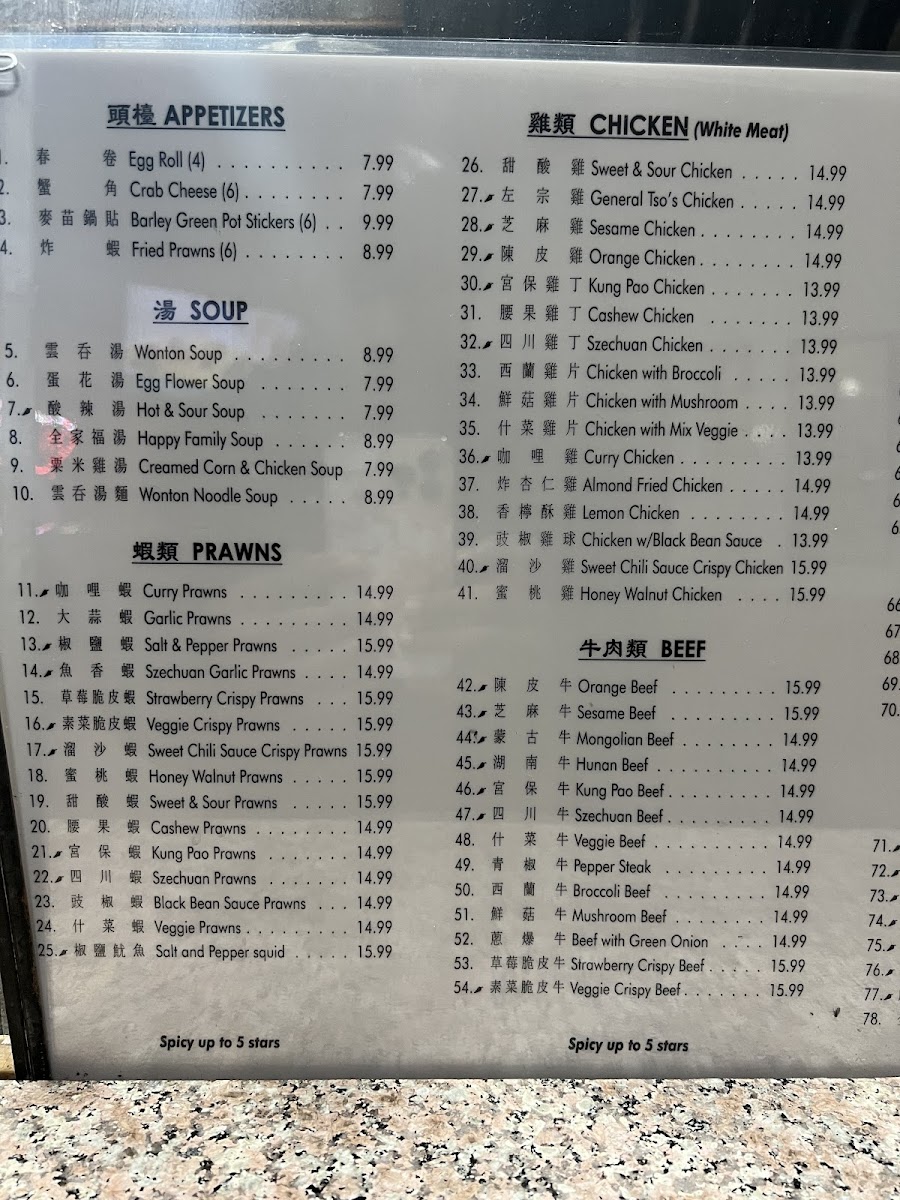 頭檯 APPETIZERS
1. 春 卷 Egg Roll (4) . . . . . . . . . 7.99
2. 蟹 角 Crab Cheese (6) . . . . . . . 7.99
3. 麥苗鍋貼 Barley Green Pot Stickers (6) . . 9.99
4. 炸 蝦 Fried Prawns (6) . . . . . . . . 8.99
湯 SOUP
5. 雲吞湯 Wonton Soup . . . . . . . . . 8.99
6. 蛋花湯 Egg Flower Soup . . . . . . . 7.99
7. 酸辣湯 Hot & Sour Soup . . . . . . . 7.99
8. 全家福湯 Happy Family Soup . . . . . . 8.99
9. 粟米雞湯 Creamed Corn & Chicken Soup 7.99
10. 雲吞湯麵 Wonton Noodle Soup . . . . . 8.99
蝦類 PRAWNS
11. 咖哩蝦 Curry Prawns . . . . . . . . . 14.99
12. 大蒜蝦 Garlic Prawns . . . . . . . . . 14.99
13. 椒鹽蝦 Salt & Pepper Prawns . . . . . 15.99
14. 魚香蝦 Szechuan Garlic Prawns . . . . 14.99
15. 草莓脆皮蝦 Strawberry Crispy Prawns . . . 15.99
16. 素菜脆皮蝦 Veggie Crispy Prawns . . . . . 15.99
17. 溜沙蝦 Sweet Chili Sauce Crispy Prawns 15.99
18. 蜜桃蝦 Honey Walnut Prawns . . . . . 15.99
19. 甜酸蝦 Sweet & Sour Prawns . . . . . 15.99
20. 腰果蝦 Cashew Prawns . . . . . . . . 14.99
21. 宮保蝦 Kung Pao Prawns . . . . . . . 14.99
22. 四川蝦 Szechuan Prawns . . . . . . . 14.99
23. 豉椒蝦 Black Bean Sauce Prawns . . . 14.99
24. 什菜蝦 Veggie Prawns . . . . . . . . 14.99
25. 椒鹽魷魚 Salt and Pepper squid . . . . . 15.99
Spicy up to 5 stars
雞類 CHICKEN (White Meat)
26. 甜酸雞 Sweet & Sour Chicken . . . . . 14.99
27. 左宗雞 General Tso's Chicken . . . . . 14.99
28. 芝麻雞 Sesame Chicken . . . . . . . . 14.99
29. 陳皮雞 Orange Chicken . . . . . . . . 14.99
30. 宮保雞丁 Kung Pao Chicken . . . . . . . 13.99
31. 腰果雞丁 Cashew Chicken . . . . . . . 13.99
32. 四川雞丁 Szechuan Chicken . . . . . . . 13.99
33. 西蘭雞片 Chicken with Broccoli . . . . . 13.99
34. 鮮菇雞片 Chicken with Mushroom . . . . 13.99
35. 什菜雞片 Chicken with Mix Veggie . . . . 13.99
36. 咖哩雞 Curry Chicken . . . . . . . . . 13.99
37. 炸杏仁雞 Almond Fried Chicken . . . . . 14.99
38. 香檸酥雞 Lemon Chicken . . . . . . . . 14.99
39. 豉椒雞球 Chicken w/Black Bean Sauce . 13.99
40. 溜沙雞 Sweet Chili Sauce Crispy Chicken 15.99
41. 蜜桃雞 Honey Walnut Chicken . . . . 15.99
牛肉類 BEEF
42. 陳皮牛 Orange Beef . . . . . . . . . 15.99
43. 芝麻牛 Sesame Beef . . . . . . . . . 15.99
44. 蒙古牛 Mongolian Beef . . . . . . . . 14.99
45. 湖南牛 Hunan Beef . . . . . . . . . . 14.99
46. 宮保牛 Kung Pao Beef . . . . . . . . . 14.99
47. 四川牛 Szechuan Beef . . . . . . . . . 14.99
48. 什菜牛 Veggie Beef . . . . . . . . . . 14.99
49. 青椒牛 Pepper Steak . . . . . . . . . 14.99
50. 西蘭牛 Broccoli Beef . . . . . . . . . 14.99
51. 鮮菇牛 Mushroom Beef . . . . . . . . 14.99
52. 蔥爆牛 Beef with Green Onion . . . . 14.99
53. 草莓脆皮牛 Strawberry Crispy Beef . . . . . 15.99
54. 素菜脆皮牛 Veggie Crispy Beef . . . . . . . 15.99
Spicy up to 5 stars
67.
68.
69.
70.
71.
72.
73.
74.
75.
76.
77.
78.